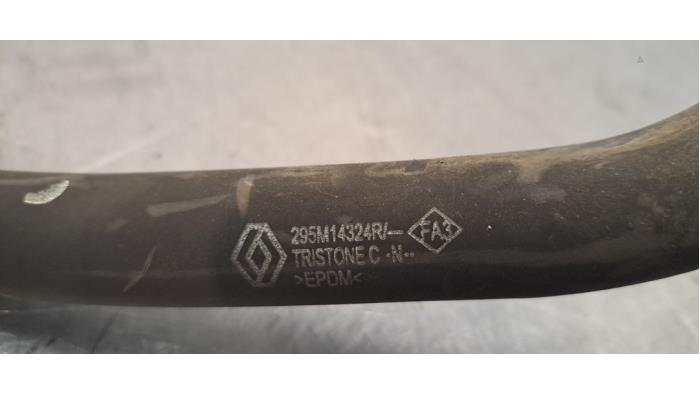 295M14324R/— FA3
TRISTONE C ·N··
>EPDM<